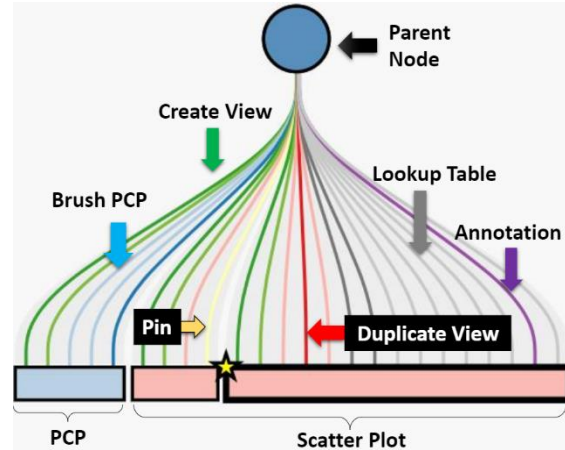 Parent
Node
Create View
Lookup Table
Brush PCP
Annotation
Pin
Duplicate View
PCP
Scatter Plot